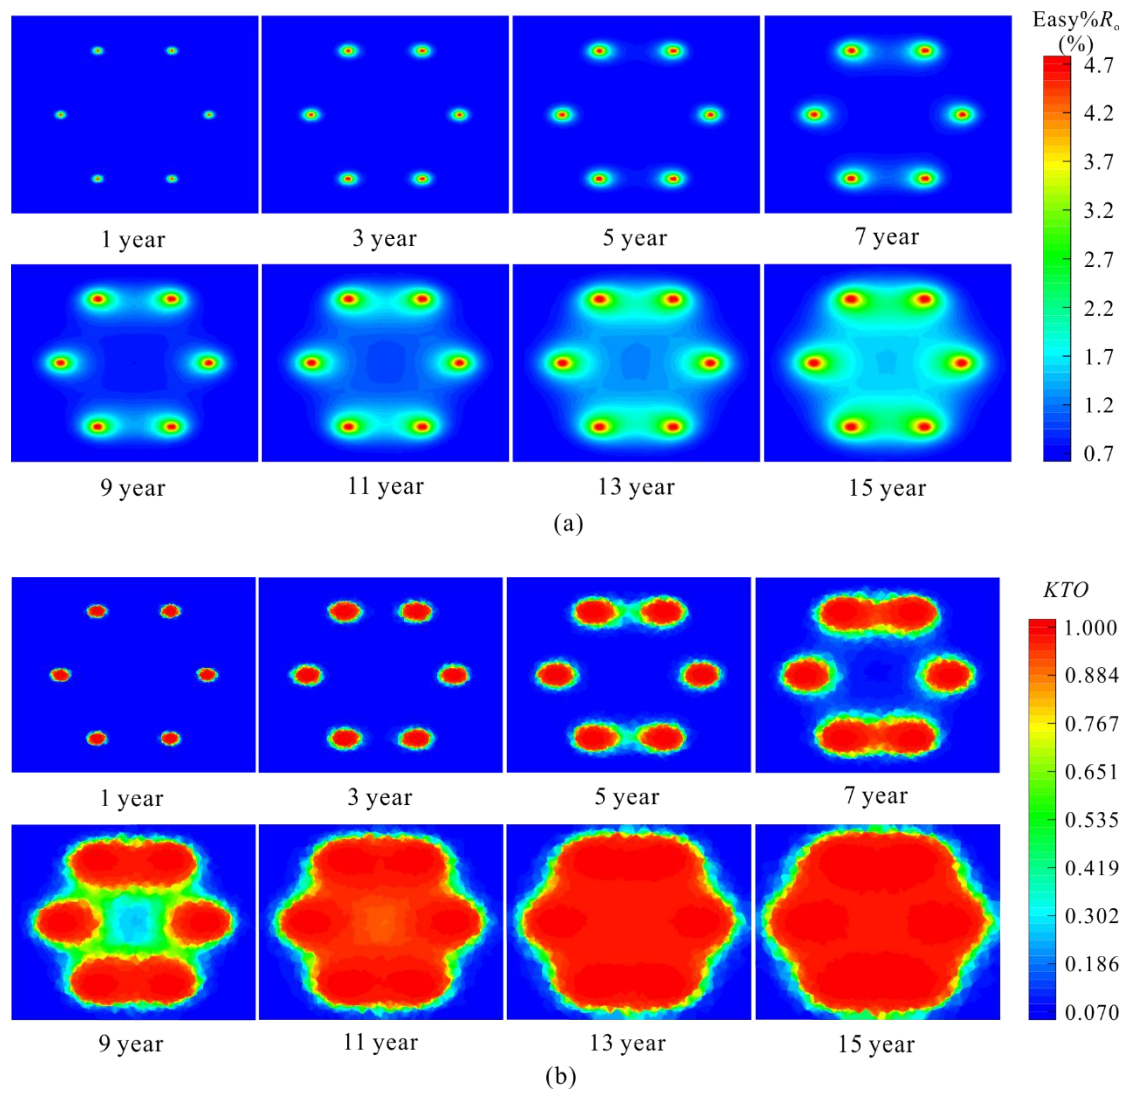 Easy%Rₒ
(%)
4.7
4.2
3.7
3.2
2.7
2.2
1.7
1.2
0.7
1 year 3 year 5 year 7 year
9 year 11 year 13 year 15 year
(a)
KTO
1.000
0.884
0.767
0.651
0.535
0.419
0.302
0.186
0.070
1 year 3 year 5 year 7 year
9 year 11 year 13 year 15 year
(b)